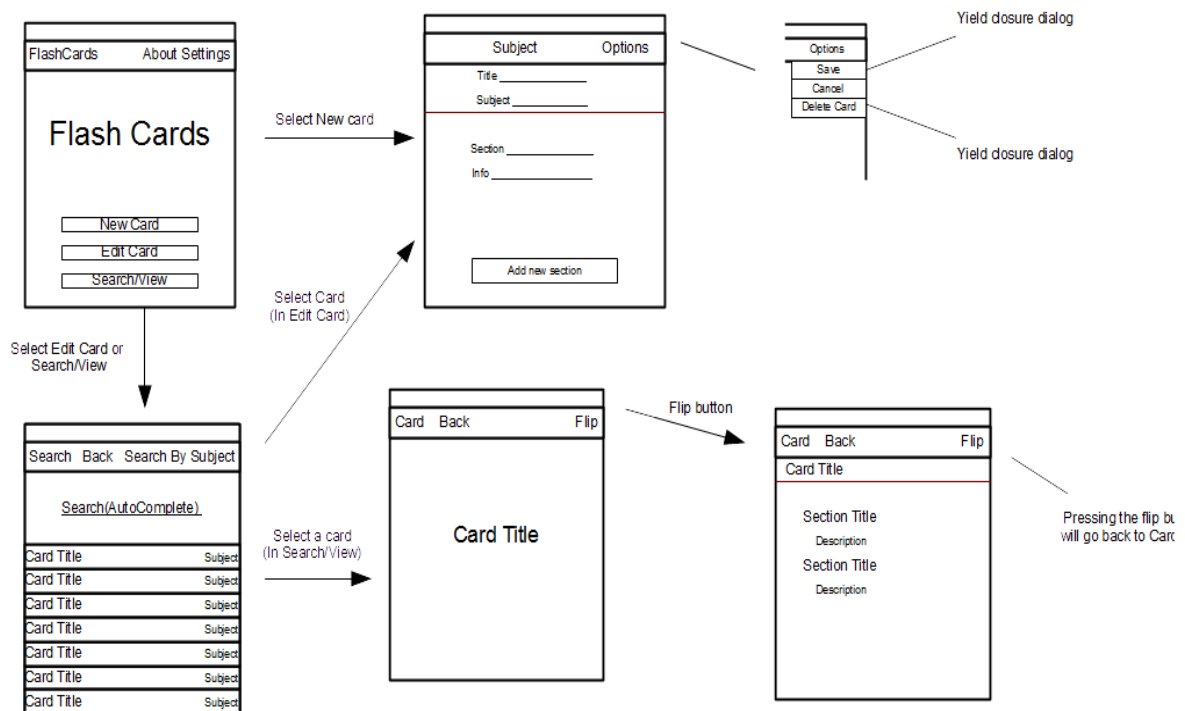 FlashCards About Settings
Flash Cards
New Card
Edit Card
Search/View
Select New card
Subject Options
Title
Subject
Section
Info
Add new section
Options
Save
Cancel
Delete Card
Yield closure dialog
Yield closure dialog
Select Edit Card or
Search/View
Select Card
(In Edit Card)
Search Back Search By Subject
Search(AutoComplete)
Card Title Subject
Card Title Subject
Card Title Subject
Card Title Subject
Card Title Subject
Card Title Subject
Card Title Subject
Select a card
(In Search/View)
Card Back Flip
Card Title
Flip button
Card Back Flip
Card Title
Section Title
Description
Section Title
Description
Pressing the flip
will go back to